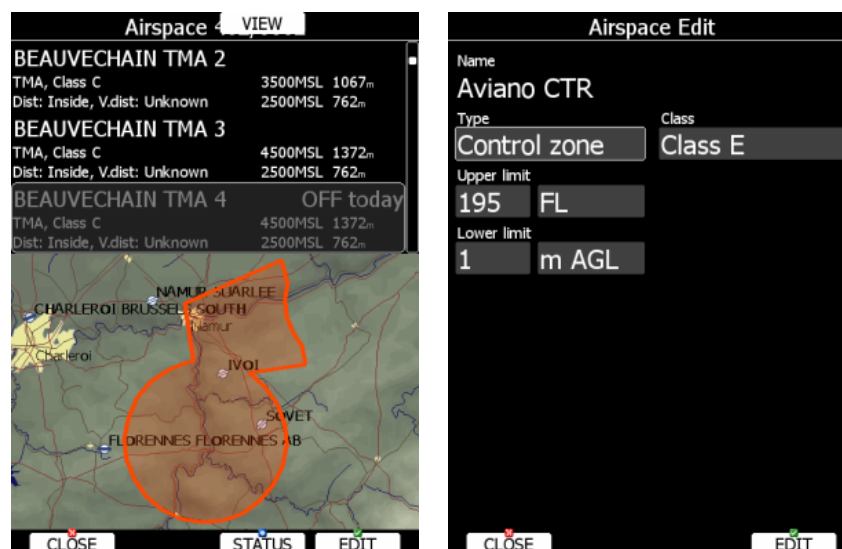 Airspace
VIEW
BEAUVECHAIN TMA 2
TMA, Class C 3500MSL 1067m
Dist: Inside, V.dist: Unknown 2500MSL 762m
BEAUVECHAIN TMA 3
TMA, Class C 4500MSL 1372m
Dist: Inside, V.dist: Unknown 2500MSL 762m
BEAUVECHAIN TMA 4 OFF today
TMA, Class C 4500MSL 1372m
Dist: Inside, V.dist: Unknown 2500MSL 762m
NAMUR SUARLEE
CHARLEROI BRUSSELS SOUTH
Namur
Charleroi
IVOI
SOVET
FLORENNES FLORENNES AB
CLOSE STATUS EDIT
Airspace Edit
Name
Aviano CTR
Type Class
Control zone Class E
Upper limit
195 FL
Lower limit
1 m AGL
CLOSE EDIT